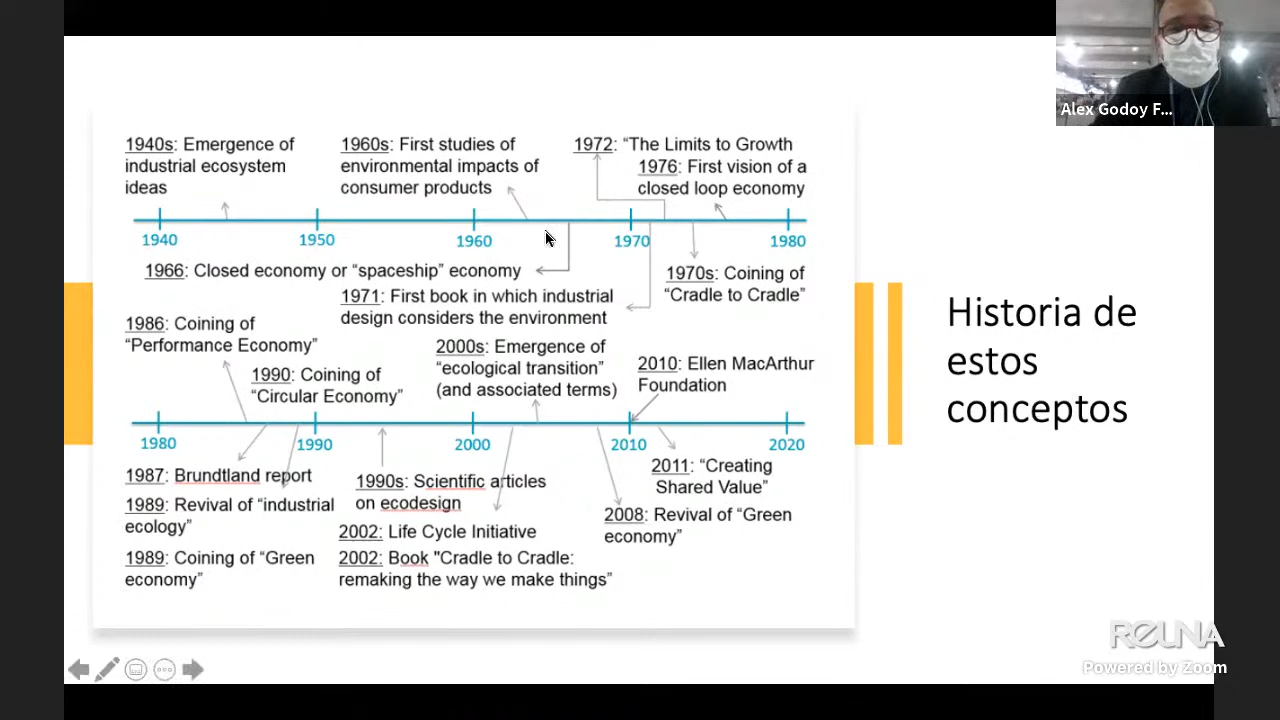 Alex Godoy F...
1940s: Emergence of
industrial ecosystem
ideas
1960s: First studies of
environmental impacts of
consumer products
1972: “The Limits to Growth
1976: First vision of a
closed loop economy
1940
1950
1960
1970
1980
1966: Closed economy or “spaceship” economy
1970s: Coining of
“Cradle to Cradle”
1971: First book in which industrial
design considers the environment
1986: Coining of
“Performance Economy”
1990: Coining of
“Circular Economy”
2000s: Emergence of
“ecological transition”
(and associated terms)
2010: Ellen MacArthur
Foundation
1980
1990
2000
2010
2020
1987: Brundtland report
1989: Revival of “industrial
ecology”
1989: Coining of “Green
economy”
1990s: Scientific articles
on ecodesign
2002: Life Cycle Initiative
2002: Book "Cradle to Cradle:
remaking the way we make things”
2011: “Creating
Shared Value”
2008: Revival of “Green
economy”
Historia de
estos
conceptos
REUNA
Powered by Zoom